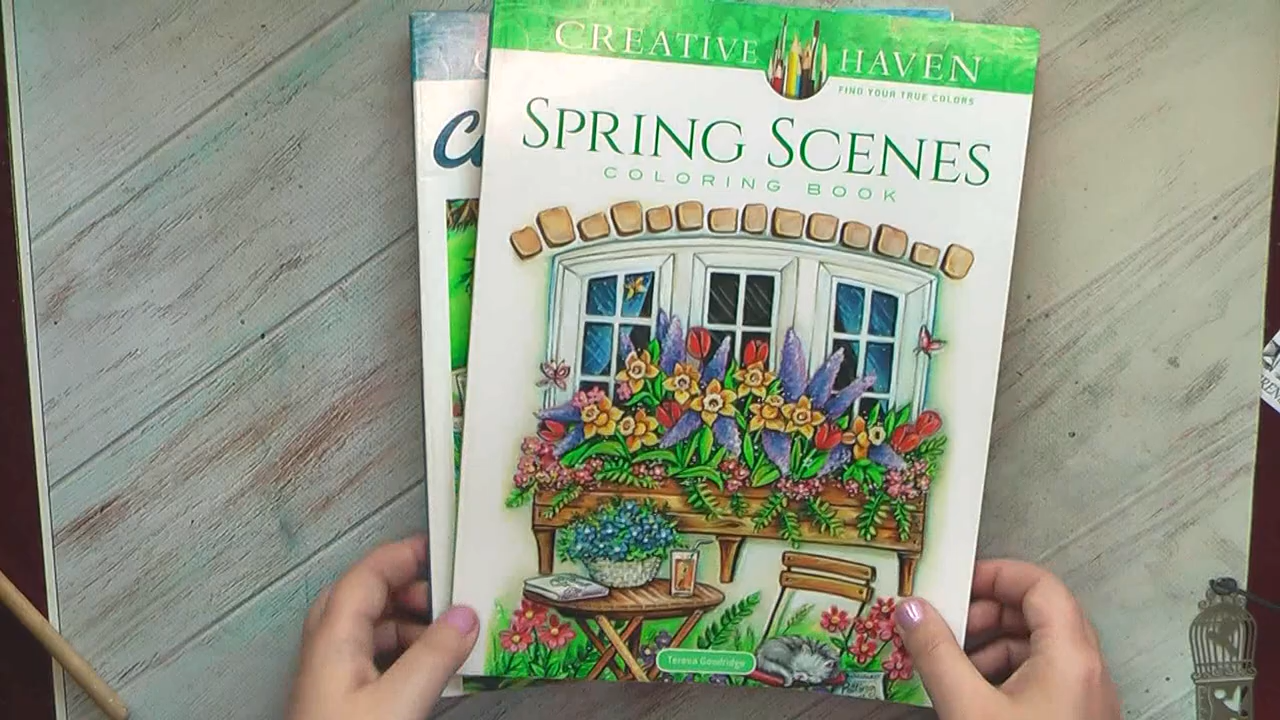 CREATIVE HAVEN
FIND YOUR TRUE COLORS
SPRING SCENES
COLORING BOOK
Teresa Goodridge